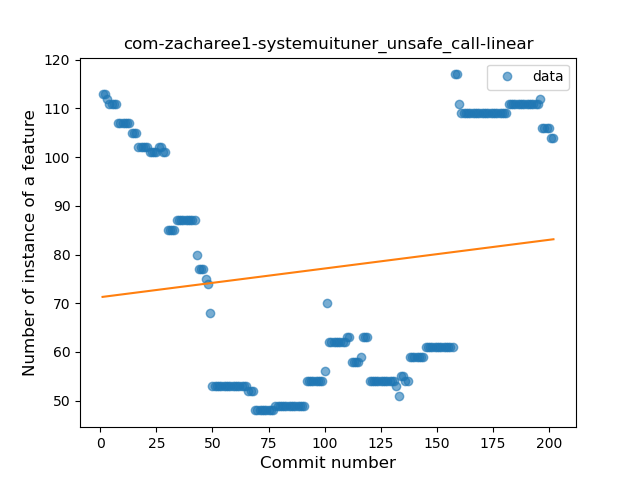 com-zacharee1-systemuituner_unsafe_call-linear
data
Number of instance of a feature
120
110
100
90
80
70
60
50
0 25 50 75 100 125 150 175 200
Commit number